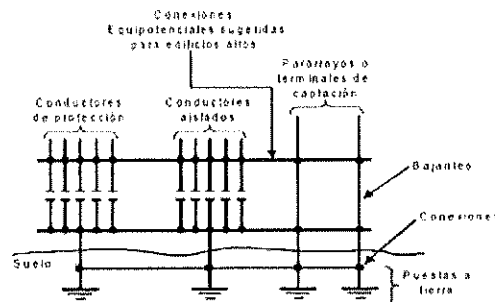 Conexiones
Equipotenciales sugeridas
para edificios altos
Pararrayos o
terminales de
captación
Conductores
de protección
Conductores
aislados
Bajantes
Conexiones
Suelo
Puestas a
tierra